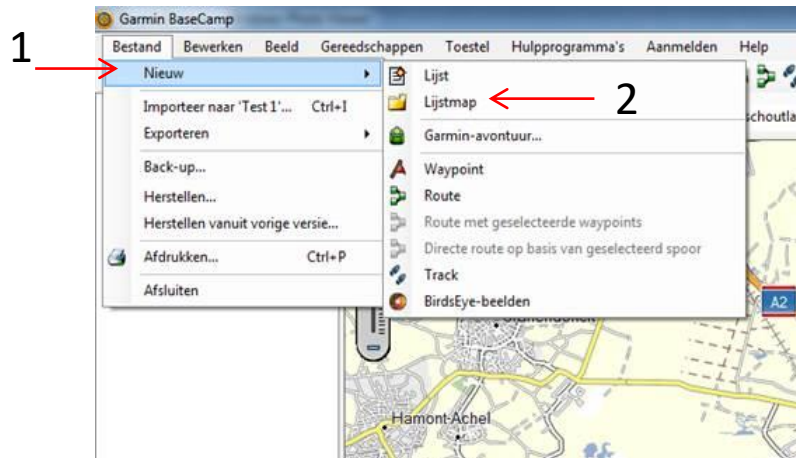 Garmin BaseCamp
Bestand Bewerken Beeld Gereedschappen Toestel Hulpprogramma's Aanmelden Help
1
Nieuw
Lijst
Lijstmap
2
Importeer naar 'Test 1'... Ctrl+I
Exporteren
Garmin-avontuur...
Back-up...
Waypoint
Herstellen...
Route
Herstellen vanuit vorige versie...
Route met geselecteerde waypoints
Directe route op basis van geselecteerd spoor
Afdrukken... Ctrl+P
Track
Afsluiten
BirdsEye-beelden
A2
Hamont-Achel